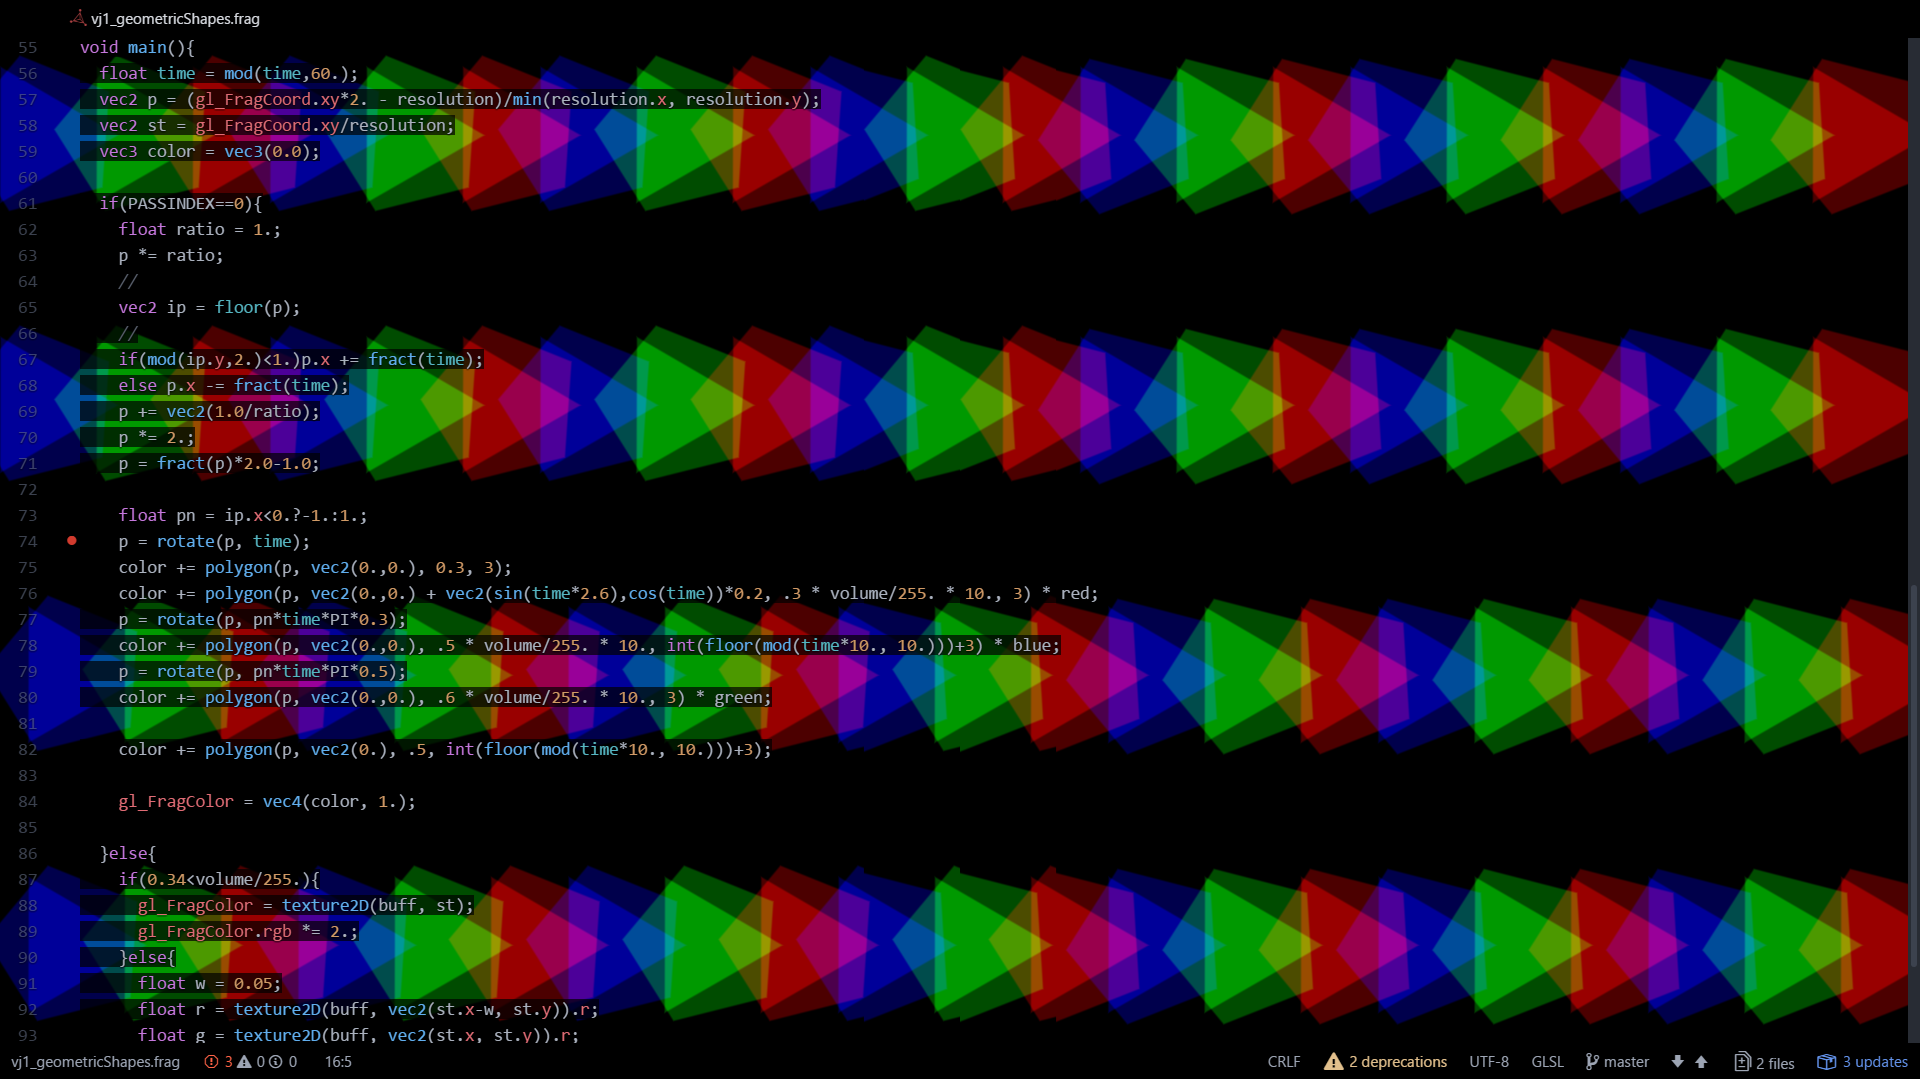 vj1_geometricShapes.frag
55 void main(){
56 float time = mod(time,60.);
57 vec2 p = (gl_FragCoord.xy*2. - resolution)/min(resolution.x, resolution.y);
58 vec2 st = gl_FragCoord.xy/resolution;
59 vec3 color = vec3(0.0);
60
61 if(PASSINDEX==0){
62 float ratio = 1.;
63 p *= ratio;
64 //
65 vec2 ip = floor(p);
66 //
67 if(mod(ip.y,2.)<1.)p.x += fract(time);
68 else p.x -= fract(time);
69 p += vec2(1.0/ratio);
70 p *= 2.;
71 p = fract(p)*2.0-1.0;
72
73 float pn = ip.x<0.?-1.:1.;
74 p = rotate(p, time);
75 color += polygon(p, vec2(0.,0.), 0.3, 3);
76 color += polygon(p, vec2(0.,0.) + vec2(sin(time*2.6),cos(time))*0.2, .3 * volume/255. * 10., 3) * red;
77 p = rotate(p, pn*time*PI*0.3);
78 color += polygon(p, vec2(0.,0.), .5 * volume/255. * 10., int(floor(mod(time*10., 10.)))+3) * blue;
79 p = rotate(p, pn*time*PI*0.5);
80 color += polygon(p, vec2(0.,0.), .6 * volume/255. * 10., 3) * green;
81
82 color += polygon(p, vec2(0.), .5, int(floor(mod(time*10., 10.)))+3);
83
84 gl_FragColor = vec4(color, 1.);
85
86 }else{
87 if(0.34<volume/255.){
88 gl_FragColor = texture2D(buff, st);
89 gl_FragColor.rgb *= 2.;
90 }else{
91 float w = 0.05;
92 float r = texture2D(buff, vec2(st.x-w, st.y)).r;
93 float g = texture2D(buff, vec2(st.x, st.y)).r;
vj1_geometricShapes.frag 3 0 0 16:5 CRLF 2 deprecations UTF-8 GLSL master 2 files 3 updates